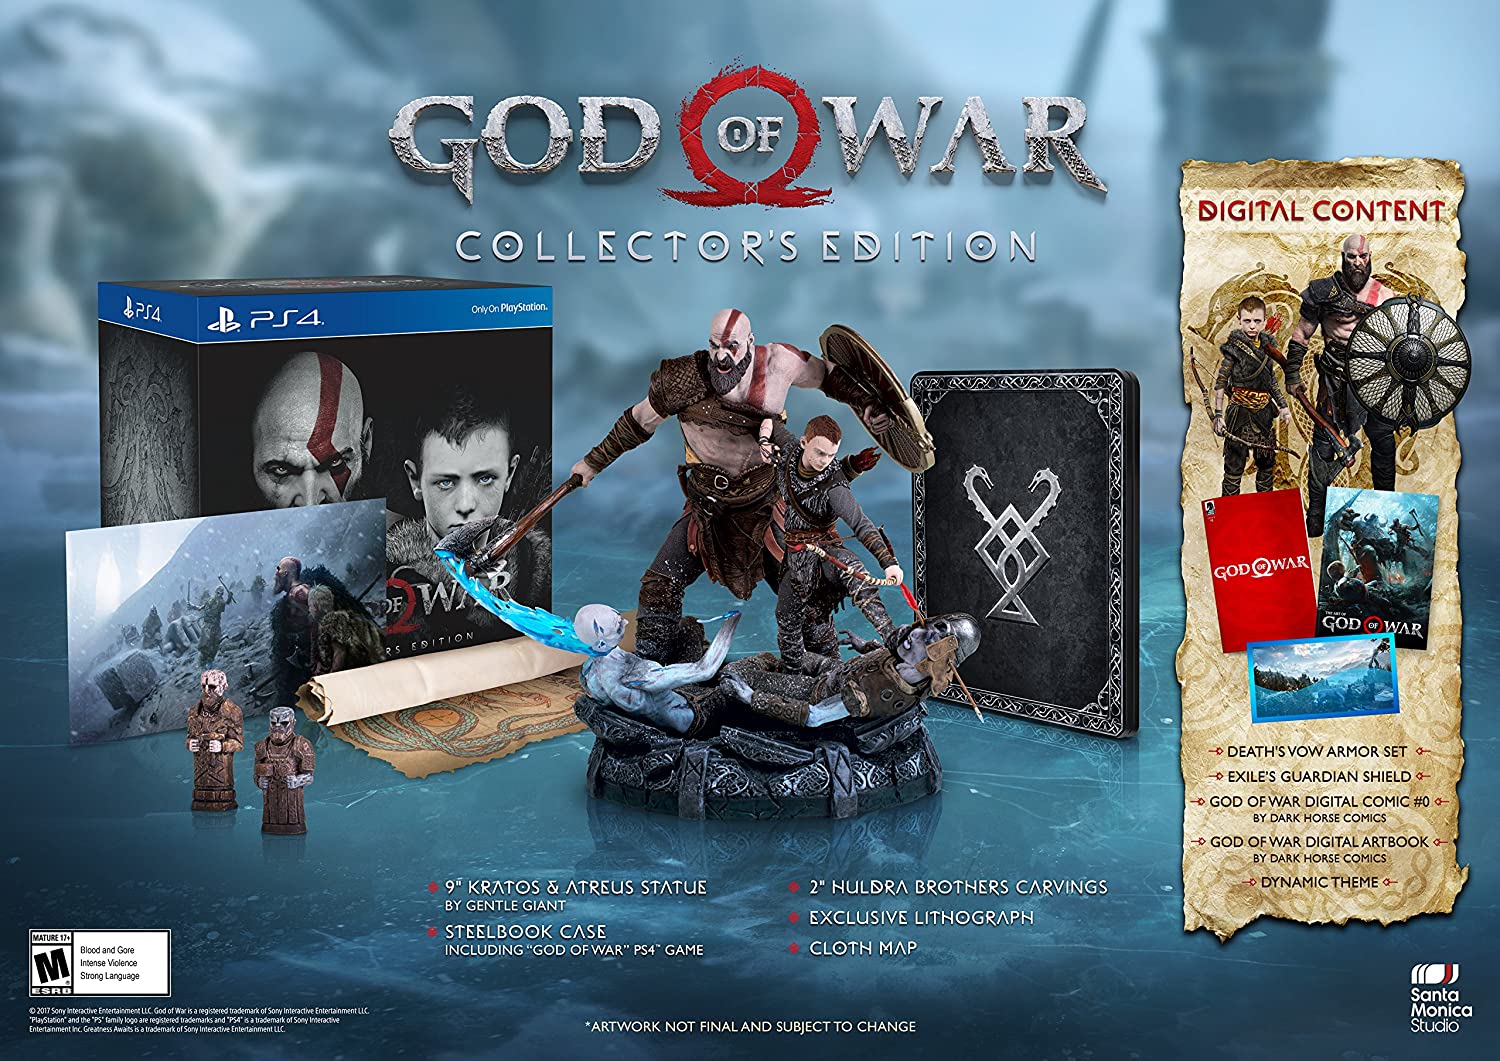 GOD OF WAR
COLLECTOR'S EDITION
PS4
PS4
Only On PlayStation®
OF WAR
RS EDITION
DIGITAL CONTENT
GOD OF WAR
THE ART OF
GOD OF WAR
DEATH'S VOW ARMOR SET
EXILE'S GUARDIAN SHIELD
GOD OF WAR DIGITAL COMIC #0
BY DARK HORSE COMICS
GOD OF WAR DIGITAL ARTBOOK
BY DARK HORSE COMICS
DYNAMIC THEME
9" KRATOS & ATREUS STATUE
BY GENTLE GIANT
STEELBOOK CASE
INCLUDING "GOD OF WAR" PS4™ GAME
2" HULDRA BROTHERS CARVINGS
EXCLUSIVE LITHOGRAPH
CLOTH MAP
MATURE 17+
M
ESRB
Blood and Gore
Intense Violence
Strong Language
© 2017 Sony Interactive Entertainment LLC. God of War is a registered trademark of Sony Interactive Entertainment LLC.
"PlayStation" and the "PS" family logo are registered trademarks and "PS4" is a trademark of Sony Interactive
Entertainment Inc. Greatness Awaits is a trademark of Sony Interactive Entertainment LLC.
*ARTWORK NOT FINAL AND SUBJECT TO CHANGE
Santa
Monica
Studio